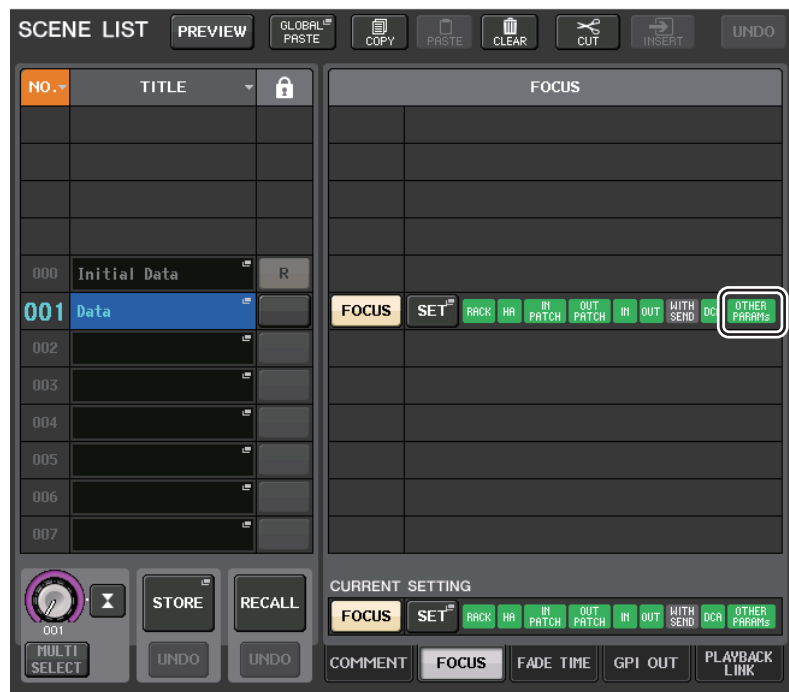 SCENE LIST PREVIEW GLOBAL PASTE COPY PASTE CLEAR CUT INSERT UNDO
NO. TITLE FOCUS
000 Initial Data R
001 Data FOCUS SET RACK HA IN PATCH OUT PATCH IN OUT WITH SEND DC OTHER PARAMs
002
003
004
005
006
007
CURRENT SETTING
001 STORE RECALL FOCUS SET RACK HA IN PATCH OUT PATCH IN OUT WITH SEND DCA OTHER PARAMs
MULTI SELECT UNDO UNDO COMMENT FOCUS FADE TIME GPI OUT PLAYBACK LINK